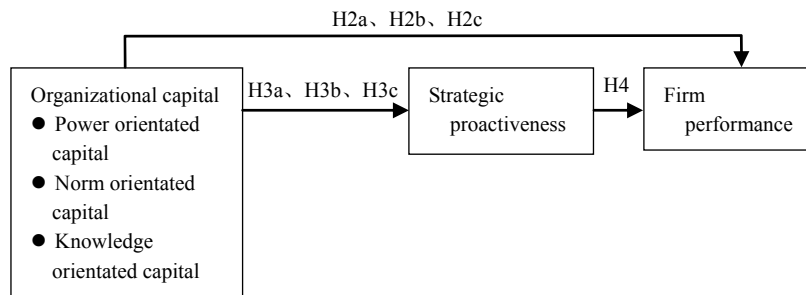 H2a、H2b、H2c
Organizational capital
● Power orientated
capital
● Norm orientated
capital
● Knowledge
orientated capital
H3a、H3b、H3c
Strategic
proactiveness
H4
Firm
performance